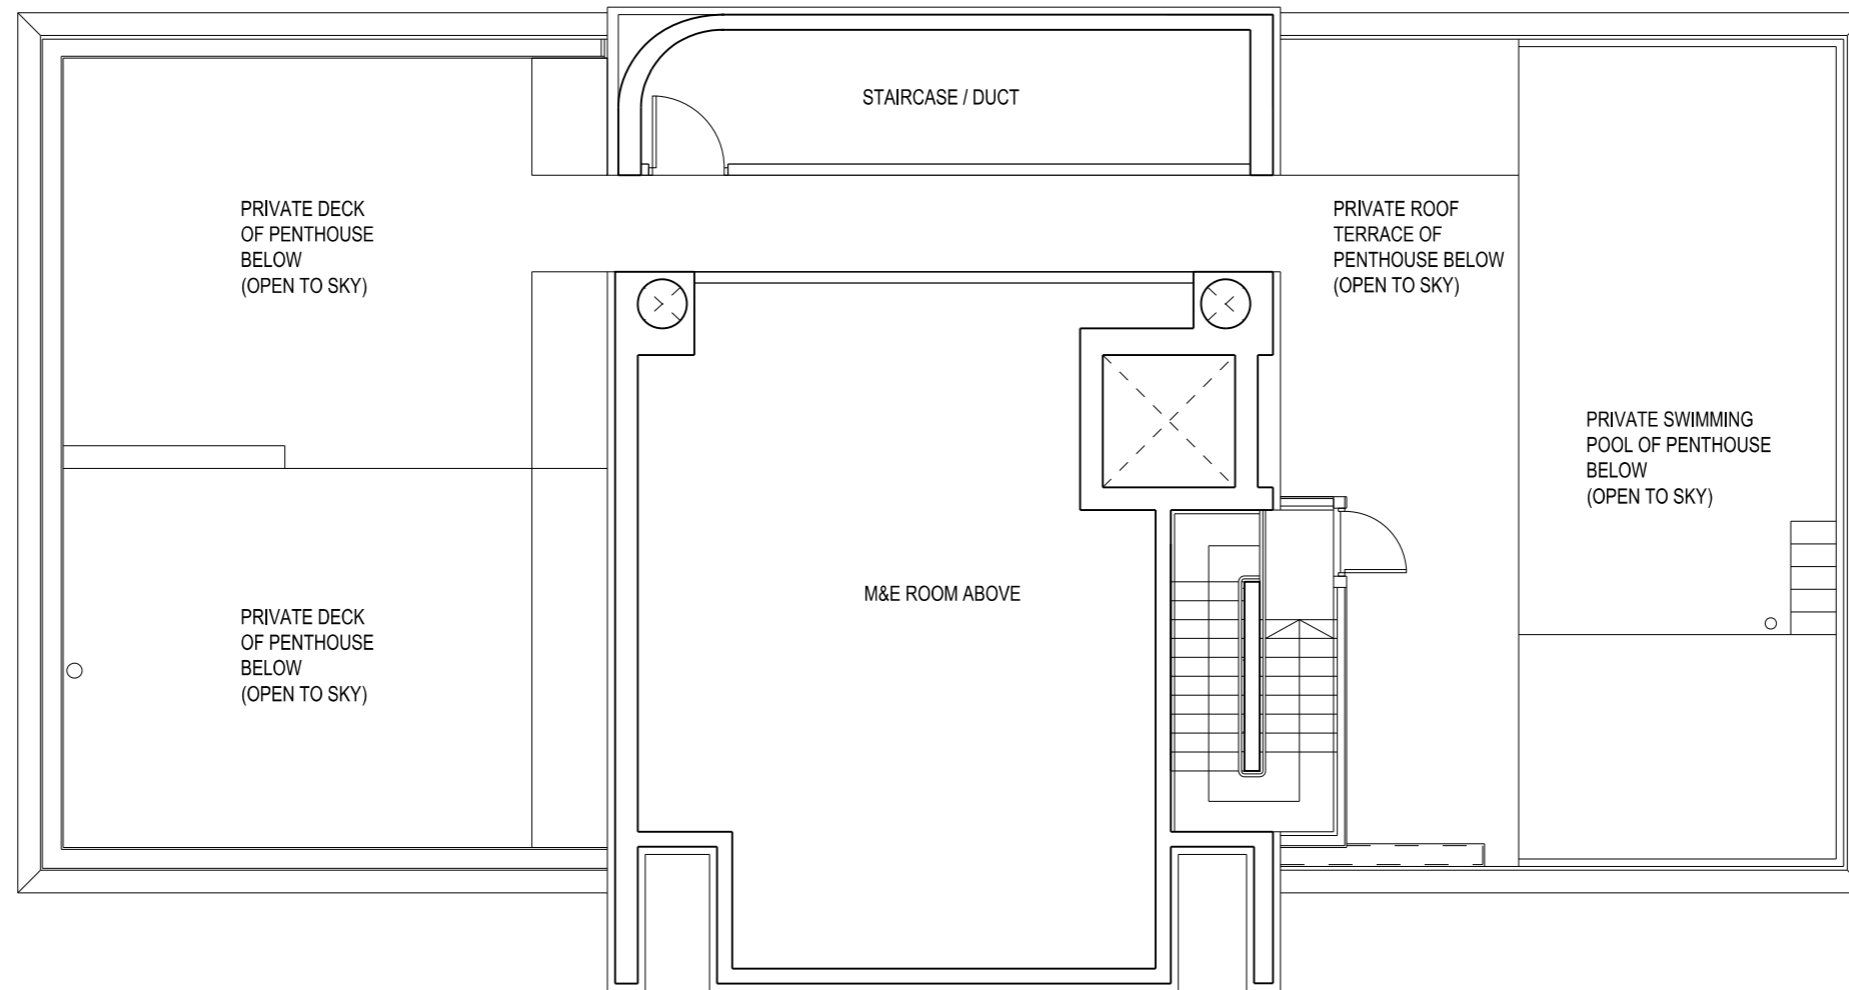 STAIRCASE / DUCT
PRIVATE DECK
OF PENTHOUSE
BELOW
(OPEN TO SKY)
PRIVATE ROOF
TERRACE OF
PENTHOUSE BELOW
(OPEN TO SKY)
PRIVATE SWIMMING
POOL OF PENTHOUSE
BELOW
(OPEN TO SKY)
M&E ROOM ABOVE
PRIVATE DECK
OF PENTHOUSE
BELOW
(OPEN TO SKY)